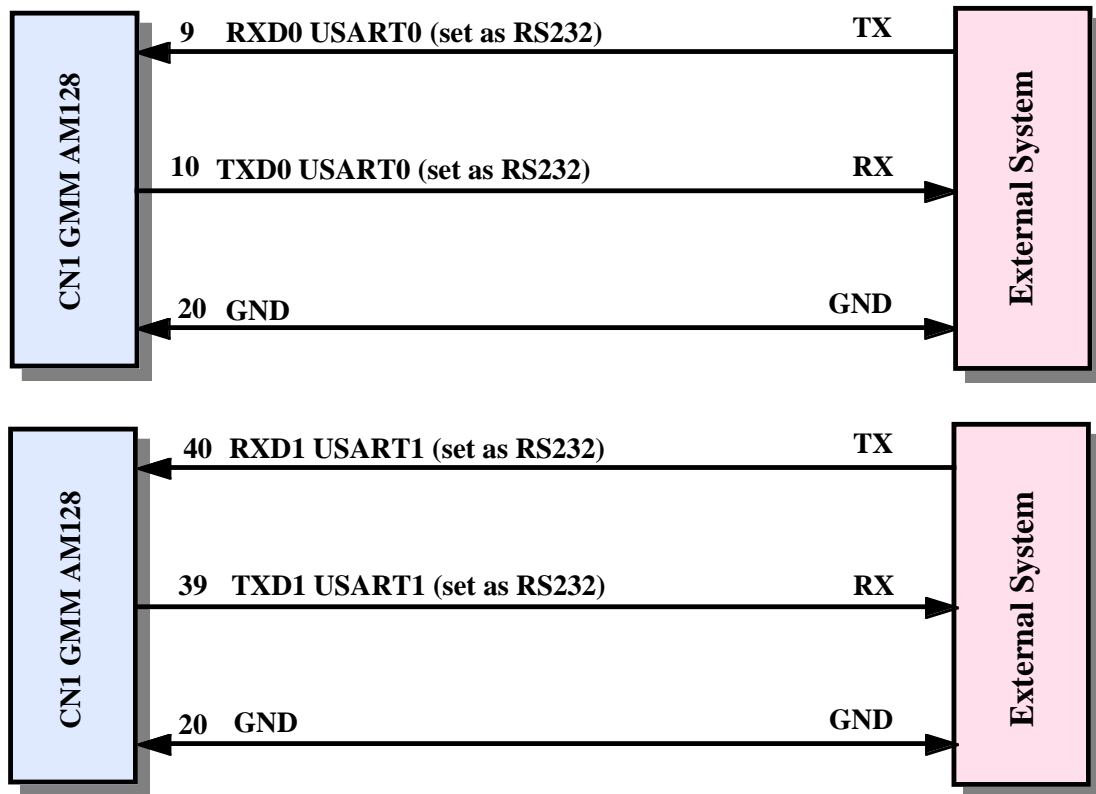 CN1 GMM AM128
9 RXD0 USART0 (set as RS232) TX
10 TXD0 USART0 (set as RS232) RX
20 GND GND
External System
CN1 GMM AM128
40 RXD1 USART1 (set as RS232) TX
39 TXD1 USART1 (set as RS232) RX
20 GND GND
External System